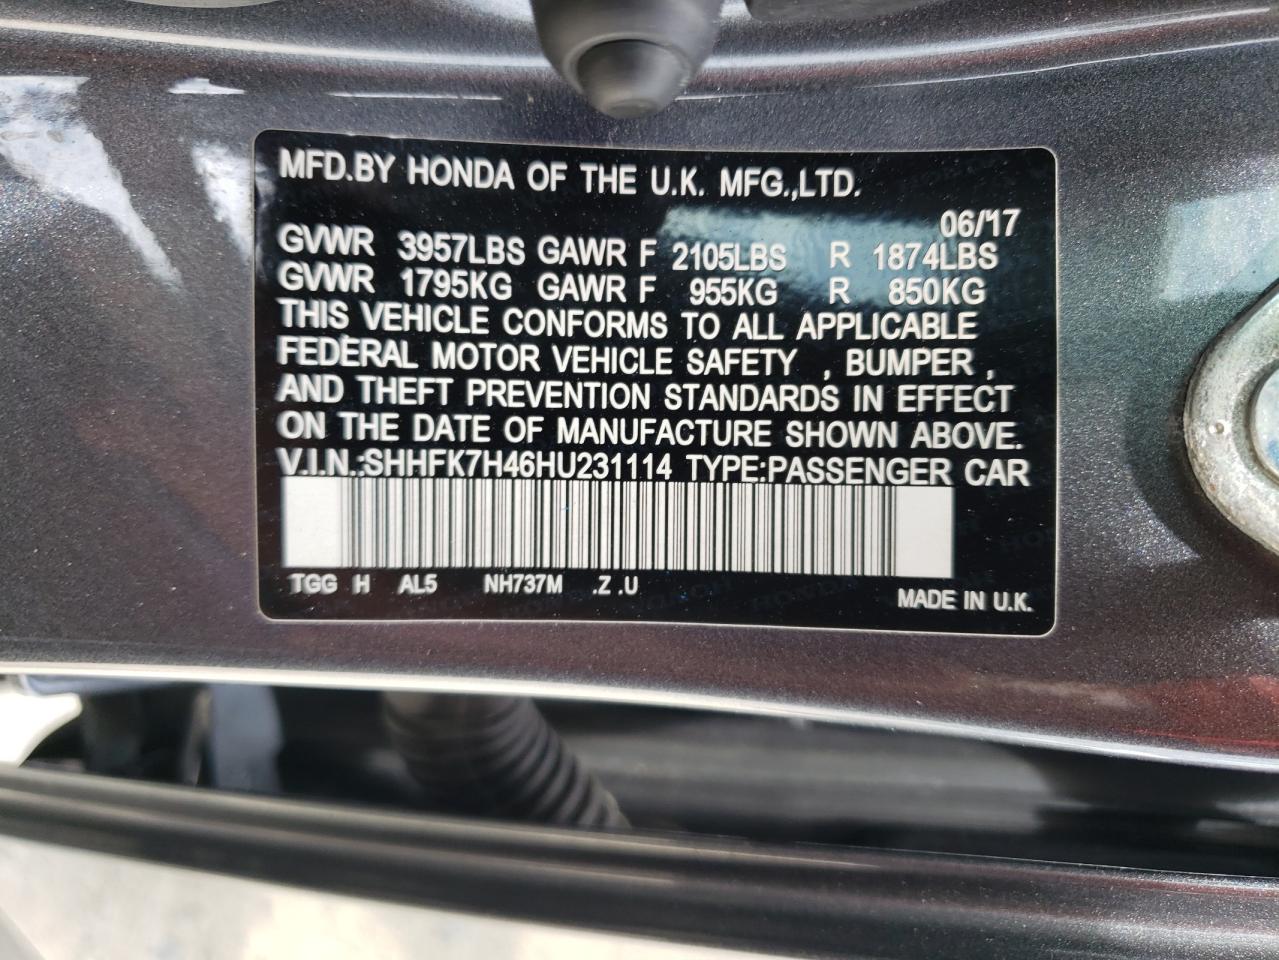 MFD.BY HONDA OF THE U.K. MFG.,LTD.
06/17
GVWR 3957LBS GAWR F 2105LBS R 1874LBS
GVWR 1795KG GAWR F 955KG R 850KG
THIS VEHICLE CONFORMS TO ALL APPLICABLE
FEDERAL MOTOR VEHICLE SAFETY , BUMPER ,
AND THEFT PREVENTION STANDARDS IN EFFECT
ON THE DATE OF MANUFACTURE SHOWN ABOVE.
V.I.N.:SHHFK7H46HU231114 TYPE:PASSENGER CAR
TGG H AL5 NH737M .Z .U
MADE IN U.K.